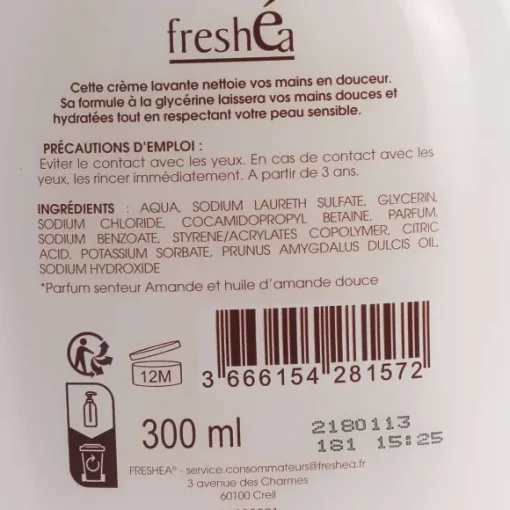 freshéa
Cette crème lavante nettoie vos mains en douceur.
Sa formule à la glycérine laissera vos mains douces et
hydratées tout en respectant votre peau sensible.
PRÉCAUTIONS D'EMPLOI :
Eviter le contact avec les yeux. En cas de contact avec les
yeux, les rincer immédiatement. A partir de 3 ans.
INGRÉDIENTS : AQUA, SODIUM LAURETH SULFATE, GLYCERIN,
SODIUM CHLORIDE, COCAMIDOPROPYL BETAINE, PARFUM,
SODIUM BENZOATE, STYRENE/ACRYLATES COPOLYMER, CITRIC
ACID, POTASSIUM SORBATE, PRUNUS AMYGDALUS DULCIS OIL,
SODIUM HYDROXIDE
*Parfum senteur Amande et huile d'amande douce
12M
3 666154 281572
300 ml
2180113
181 15:25
FRESHEA® - service.consommateurs@freshea.fr
3 avenue des Charmes
60100 Creil